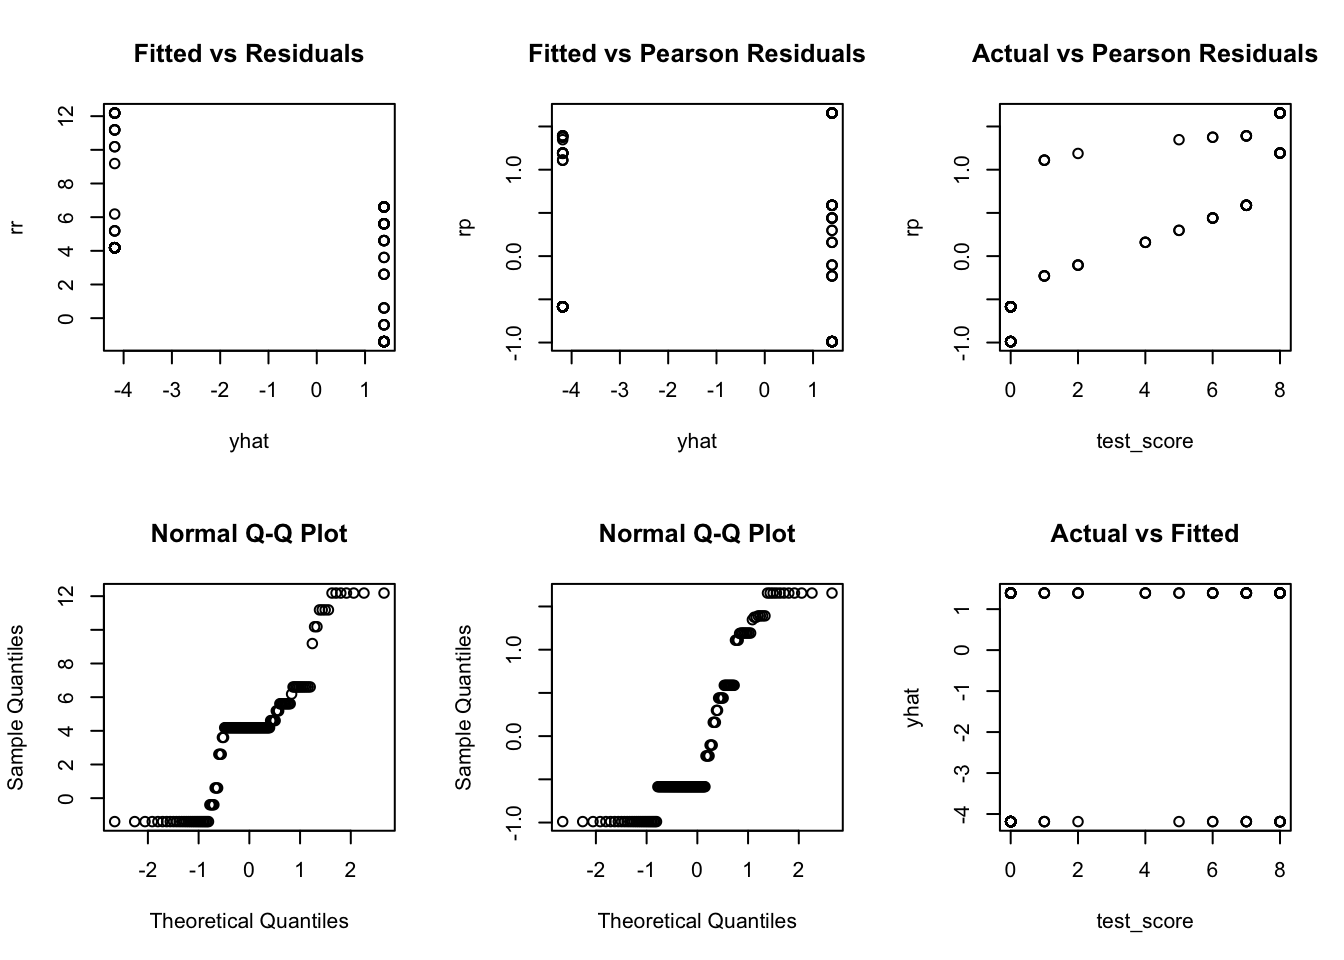 Fitted vs Residuals
rr
12
8
6
4
2
0
-4 -3 -2 -1 0 1
yhat
Fitted vs Pearson Residuals
rp
1.0
0.0
-1.0
-4 -3 -2 -1 0 1
yhat
Actual vs Pearson Residuals
rp
1.0
0.0
-1.0
0 2 4 6 8
test_score
Normal Q-Q Plot
Sample Quantiles
12
8
6
4
2
0
-2 -1 0 1 2
Theoretical Quantiles
Normal Q-Q Plot
Sample Quantiles
1.0
0.0
-1.0
-2 -1 0 1 2
Theoretical Quantiles
Actual vs Fitted
yhat
1
0
-1
-2
-3
-4
0 2 4 6 8
test_score